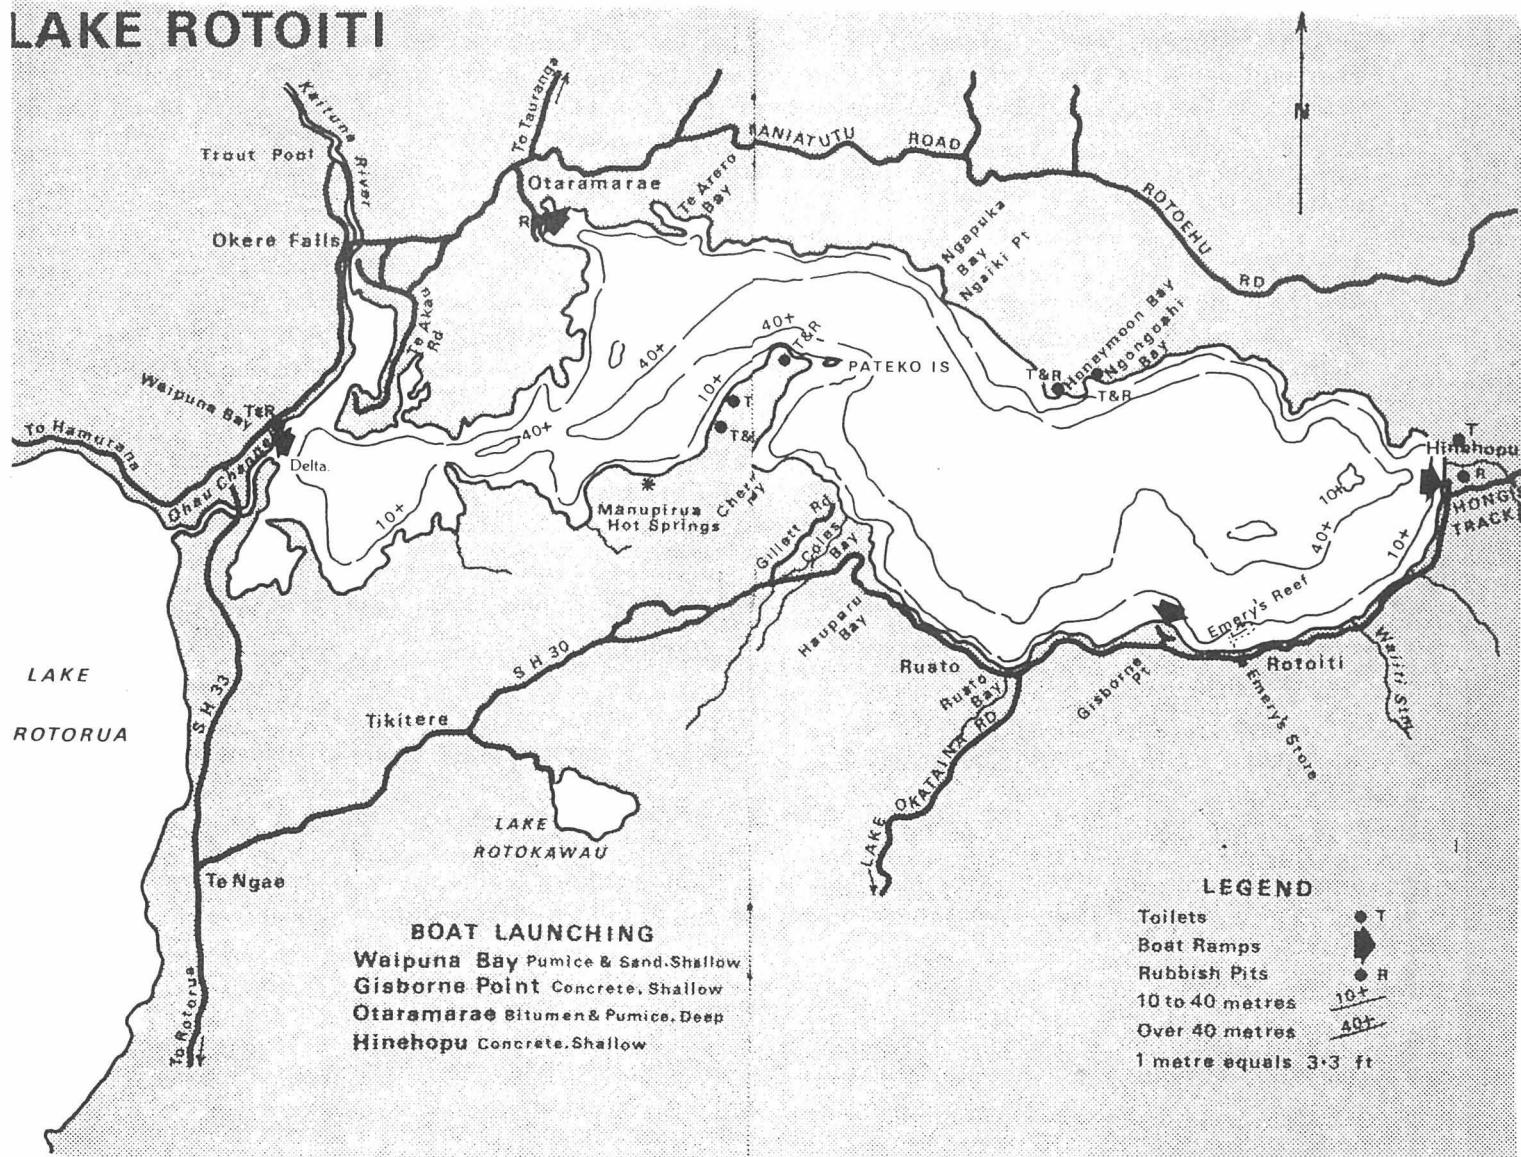 LAKE ROTOITI
N
Kaituna River
To Tauranga
Trout Pool
Otaramarae
R
Te Arero
Bay
MANIATUTU ROAD
ROTOEHU RD
Okere Falls
Te Akau
Rd
Ngapuka
Bay
Ngaiki Pt
40+
40+
T&R
PATEKO IS
10+
T
T&R
Honeymoon Bay
Ngongoahi
Bay
T&R
Waipuna Bay
T&R
To Hamurana
Ohau Channel
Delta.
40+
10+
Manupirua
Hot Springs
Gillett Rd
Coles
Bay
T
Hinehopu
R
HONGI
TRACK
10+
40+
10+
Hauparu
Bay
Emery's Reef
SH 30
Ruato
Ruato
Bay
Gisborne
Pt
Rotoiti
Emery's Store
Waiiti Stm
LAKE
ROTORUA
SH 33
Tikitere
LAKE OKATAINA RD
LAKE
ROTOKAWAU
Te Ngae
To Rotorua
BOAT LAUNCHING
Waipuna Bay Pumice & Sand.Shallow
Gisborne Point Concrete, Shallow
Otaramarae Bitumen & Pumice, Deep
Hinehopu Concrete.Shallow
LEGEND
Toilets T
Boat Ramps
Rubbish Pits R
10 to 40 metres 10+
Over 40 metres 40+
1 metre equals 3·3 ft